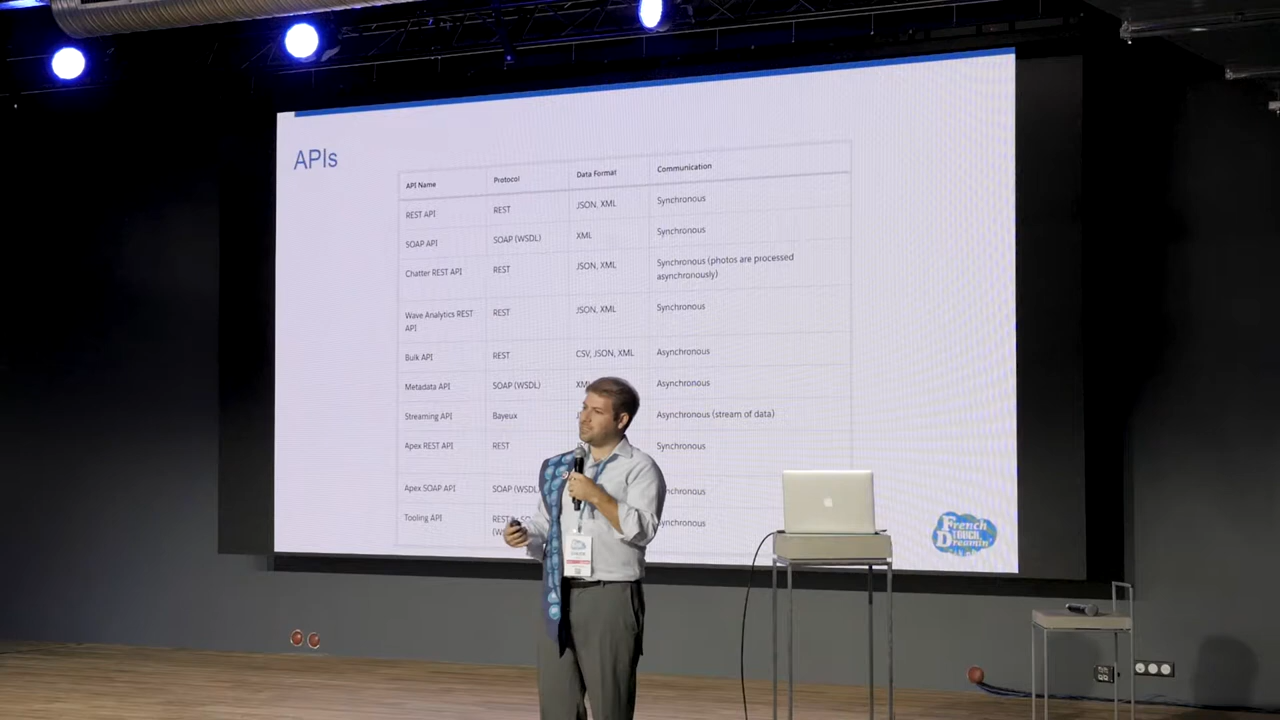 APIs
API Name Protocol Data Format Communication
REST API REST JSON, XML Synchronous
SOAP API SOAP (WSDL) XML Synchronous
Chatter REST API REST JSON, XML Synchronous (photos are processed
asynchronously)
Wave Analytics REST REST JSON, XML Synchronous
API
Bulk API REST CSV, JSON, XML Asynchronous
Metadata API SOAP (WSDL) Asynchronous
Streaming API Bayeux Asynchronous (stream of data)
Apex REST API REST Synchronous
Apex SOAP API SOAP (WSDL)
Tooling API REST
French
TOUCH
Dreamin'